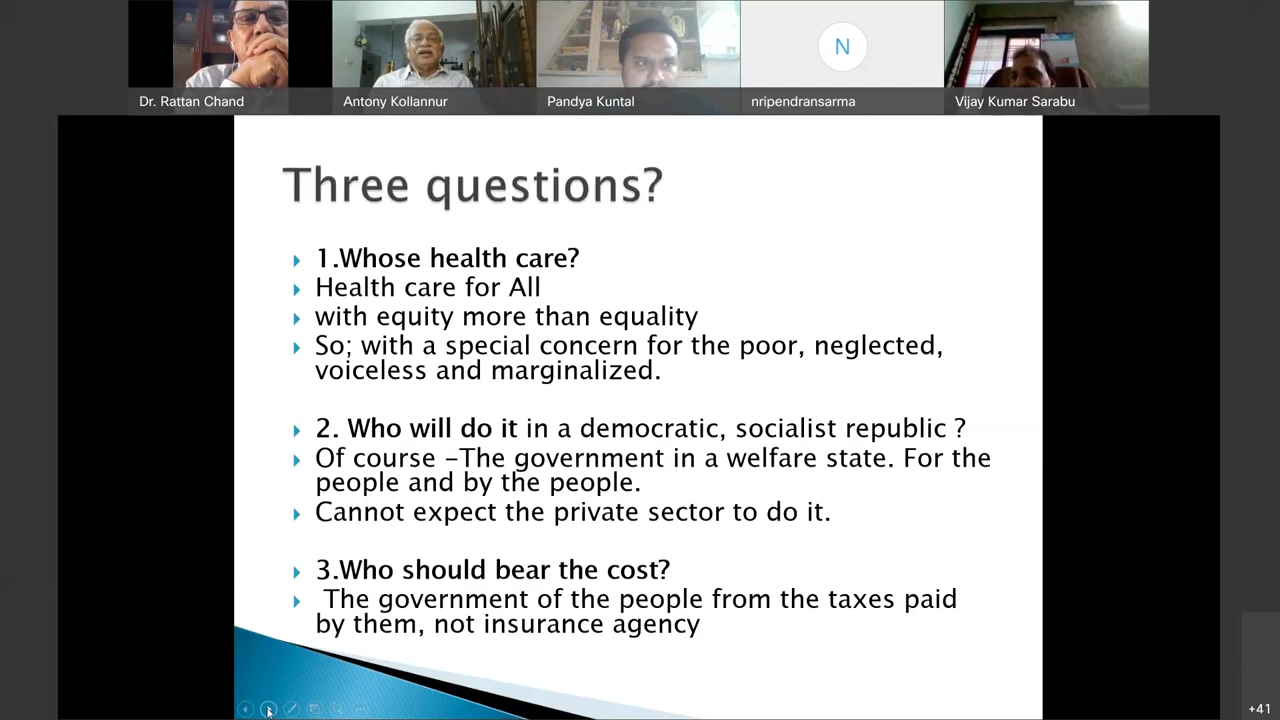 Dr. Rattan Chand
Antony Kollannur
Pandya Kuntal
N
nripendransarma
Vijay Kumar Sarabu
Three questions?
1.Whose health care?
Health care for All
with equity more than equality
So; with a special concern for the poor, neglected,
voiceless and marginalized.
2. Who will do it in a democratic, socialist republic ?
Of course –The government in a welfare state. For the
people and by the people.
Cannot expect the private sector to do it.
3.Who should bear the cost?
The government of the people from the taxes paid
by them, not insurance agency
+41